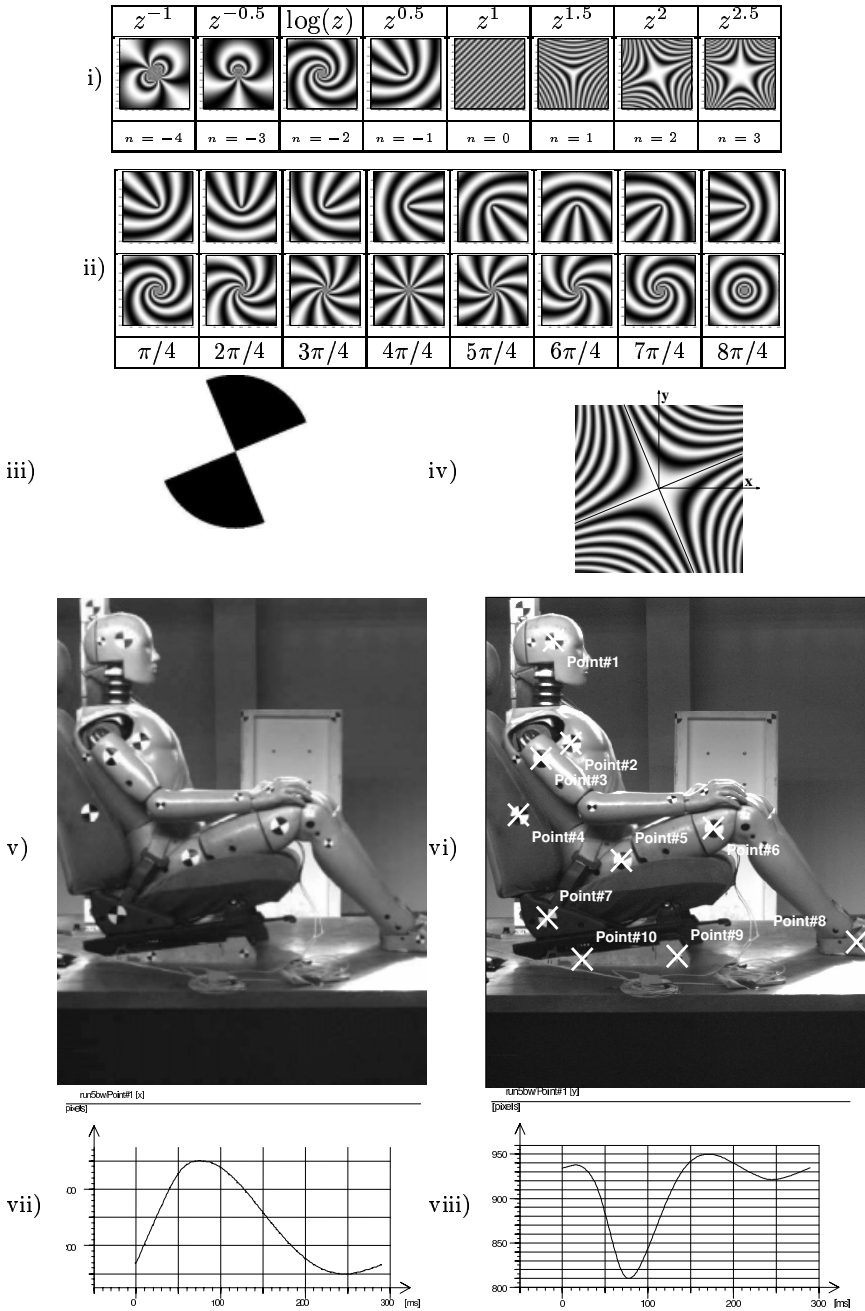 z^{-1} z^{-0.5} log(z) z^{0.5} z^{1} z^{1.5} z^{2} z^{2.5}
i)
n = −4 n = −3 n = −2 n = −1 n = 0 n = 1 n = 2 n = 3
ii)
π/4 2π/4 3π/4 4π/4 5π/4 6π/4 7π/4 8π/4
iii)
iv)
y
x
v)
vi)
Point#1
Point#2
Point#3
Point#4
Point#5
Point#6
Point#7
Point#8
Point#9
Point#10
run5bw/Point#1 [x]
pixels]
vii)
00
00
0 100 200 300 [ms]
run5bw/Point#1 [y]
[pixels]
viii)
950
900
850
800
0 100 200 300 [ms]